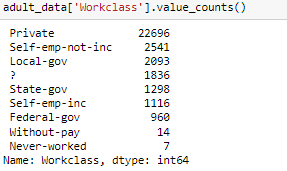 adult_data['Workclass'].value_counts()
Private 22696
Self-emp-not-inc 2541
Local-gov 2093
? 1836
State-gov 1298
Self-emp-inc 1116
Federal-gov 960
Without-pay 14
Never-worked 7
Name: Workclass, dtype: int64